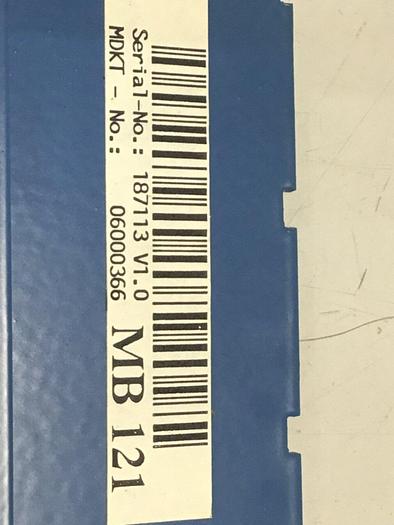 Serial-No.: 187113 V1.0
MDKT - No.: 06000366
MB 121